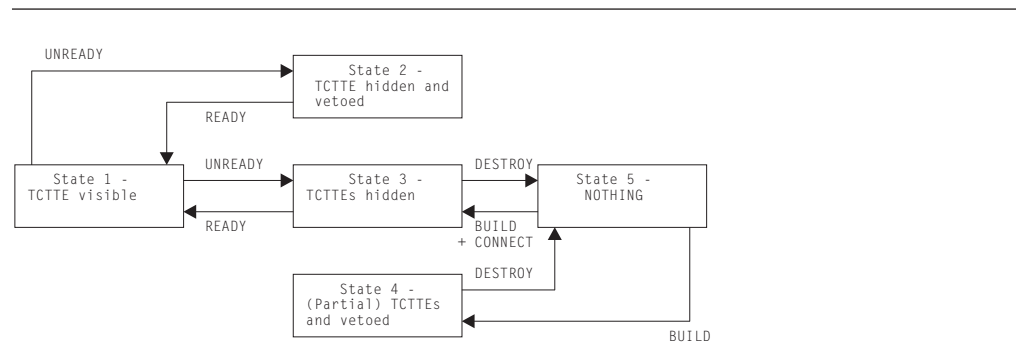 UNREADY
State 2 -
TCTTE hidden and
vetoed
READY
UNREADY
DESTROY
State 1 -
TCTTE visible
State 3 -
TCTTEs hidden
State 5 -
NOTHING
READY
BUILD
+ CONNECT
DESTROY
State 4 -
(Partial) TCTTEs
and vetoed
BUILD